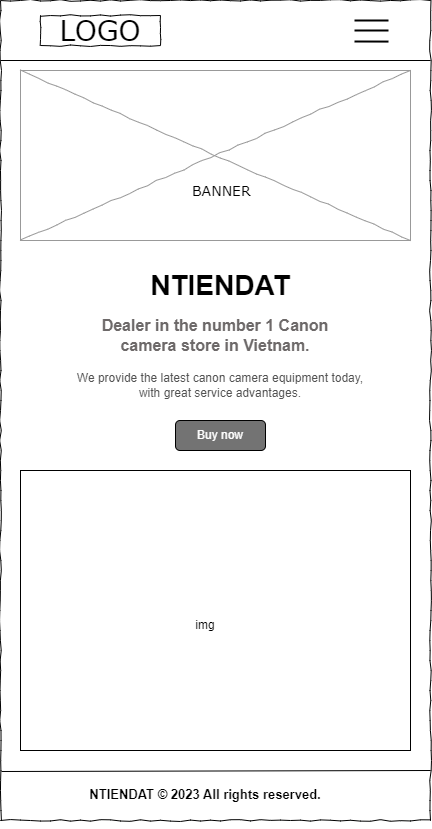 LOGO
BANNER
NTIENDAT
Dealer in the number 1 Canon
camera store in Vietnam.
We provide the latest canon camera equipment today,
with great service advantages.
Buy now
img
NTIENDAT © 2023 All rights reserved.